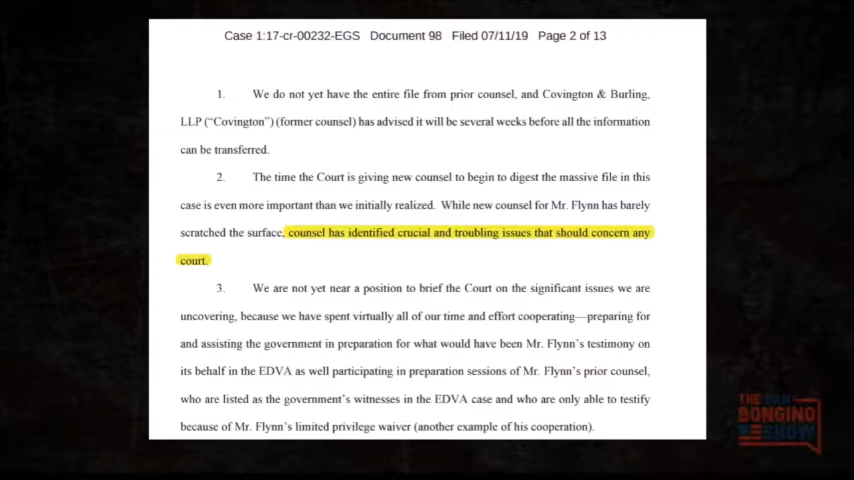 Case 1:17-cr-00232-EGS Document 98 Filed 07/11/19 Page 2 of 13
1. We do not yet have the entire file from prior counsel, and Covington & Burling,
LLP (“Covington”) (former counsel) has advised it will be several weeks before all the information
can be transferred.
2. The time the Court is giving new counsel to begin to digest the massive file in this
case is even more important than we initially realized. While new counsel for Mr. Flynn has barely
scratched the surface, counsel has identified crucial and troubling issues that should concern any
court.
3. We are not yet near a position to brief the Court on the significant issues we are
uncovering, because we have spent virtually all of our time and effort cooperating—preparing for
and assisting the government in preparation for what would have been Mr. Flynn’s testimony on
its behalf in the EDVA as well participating in preparation sessions of Mr. Flynn’s prior counsel,
who are listed as the government’s witnesses in the EDVA case and who are only able to testify
because of Mr. Flynn’s limited privilege waiver (another example of his cooperation).
THE DAN
BONGINO
SHOW